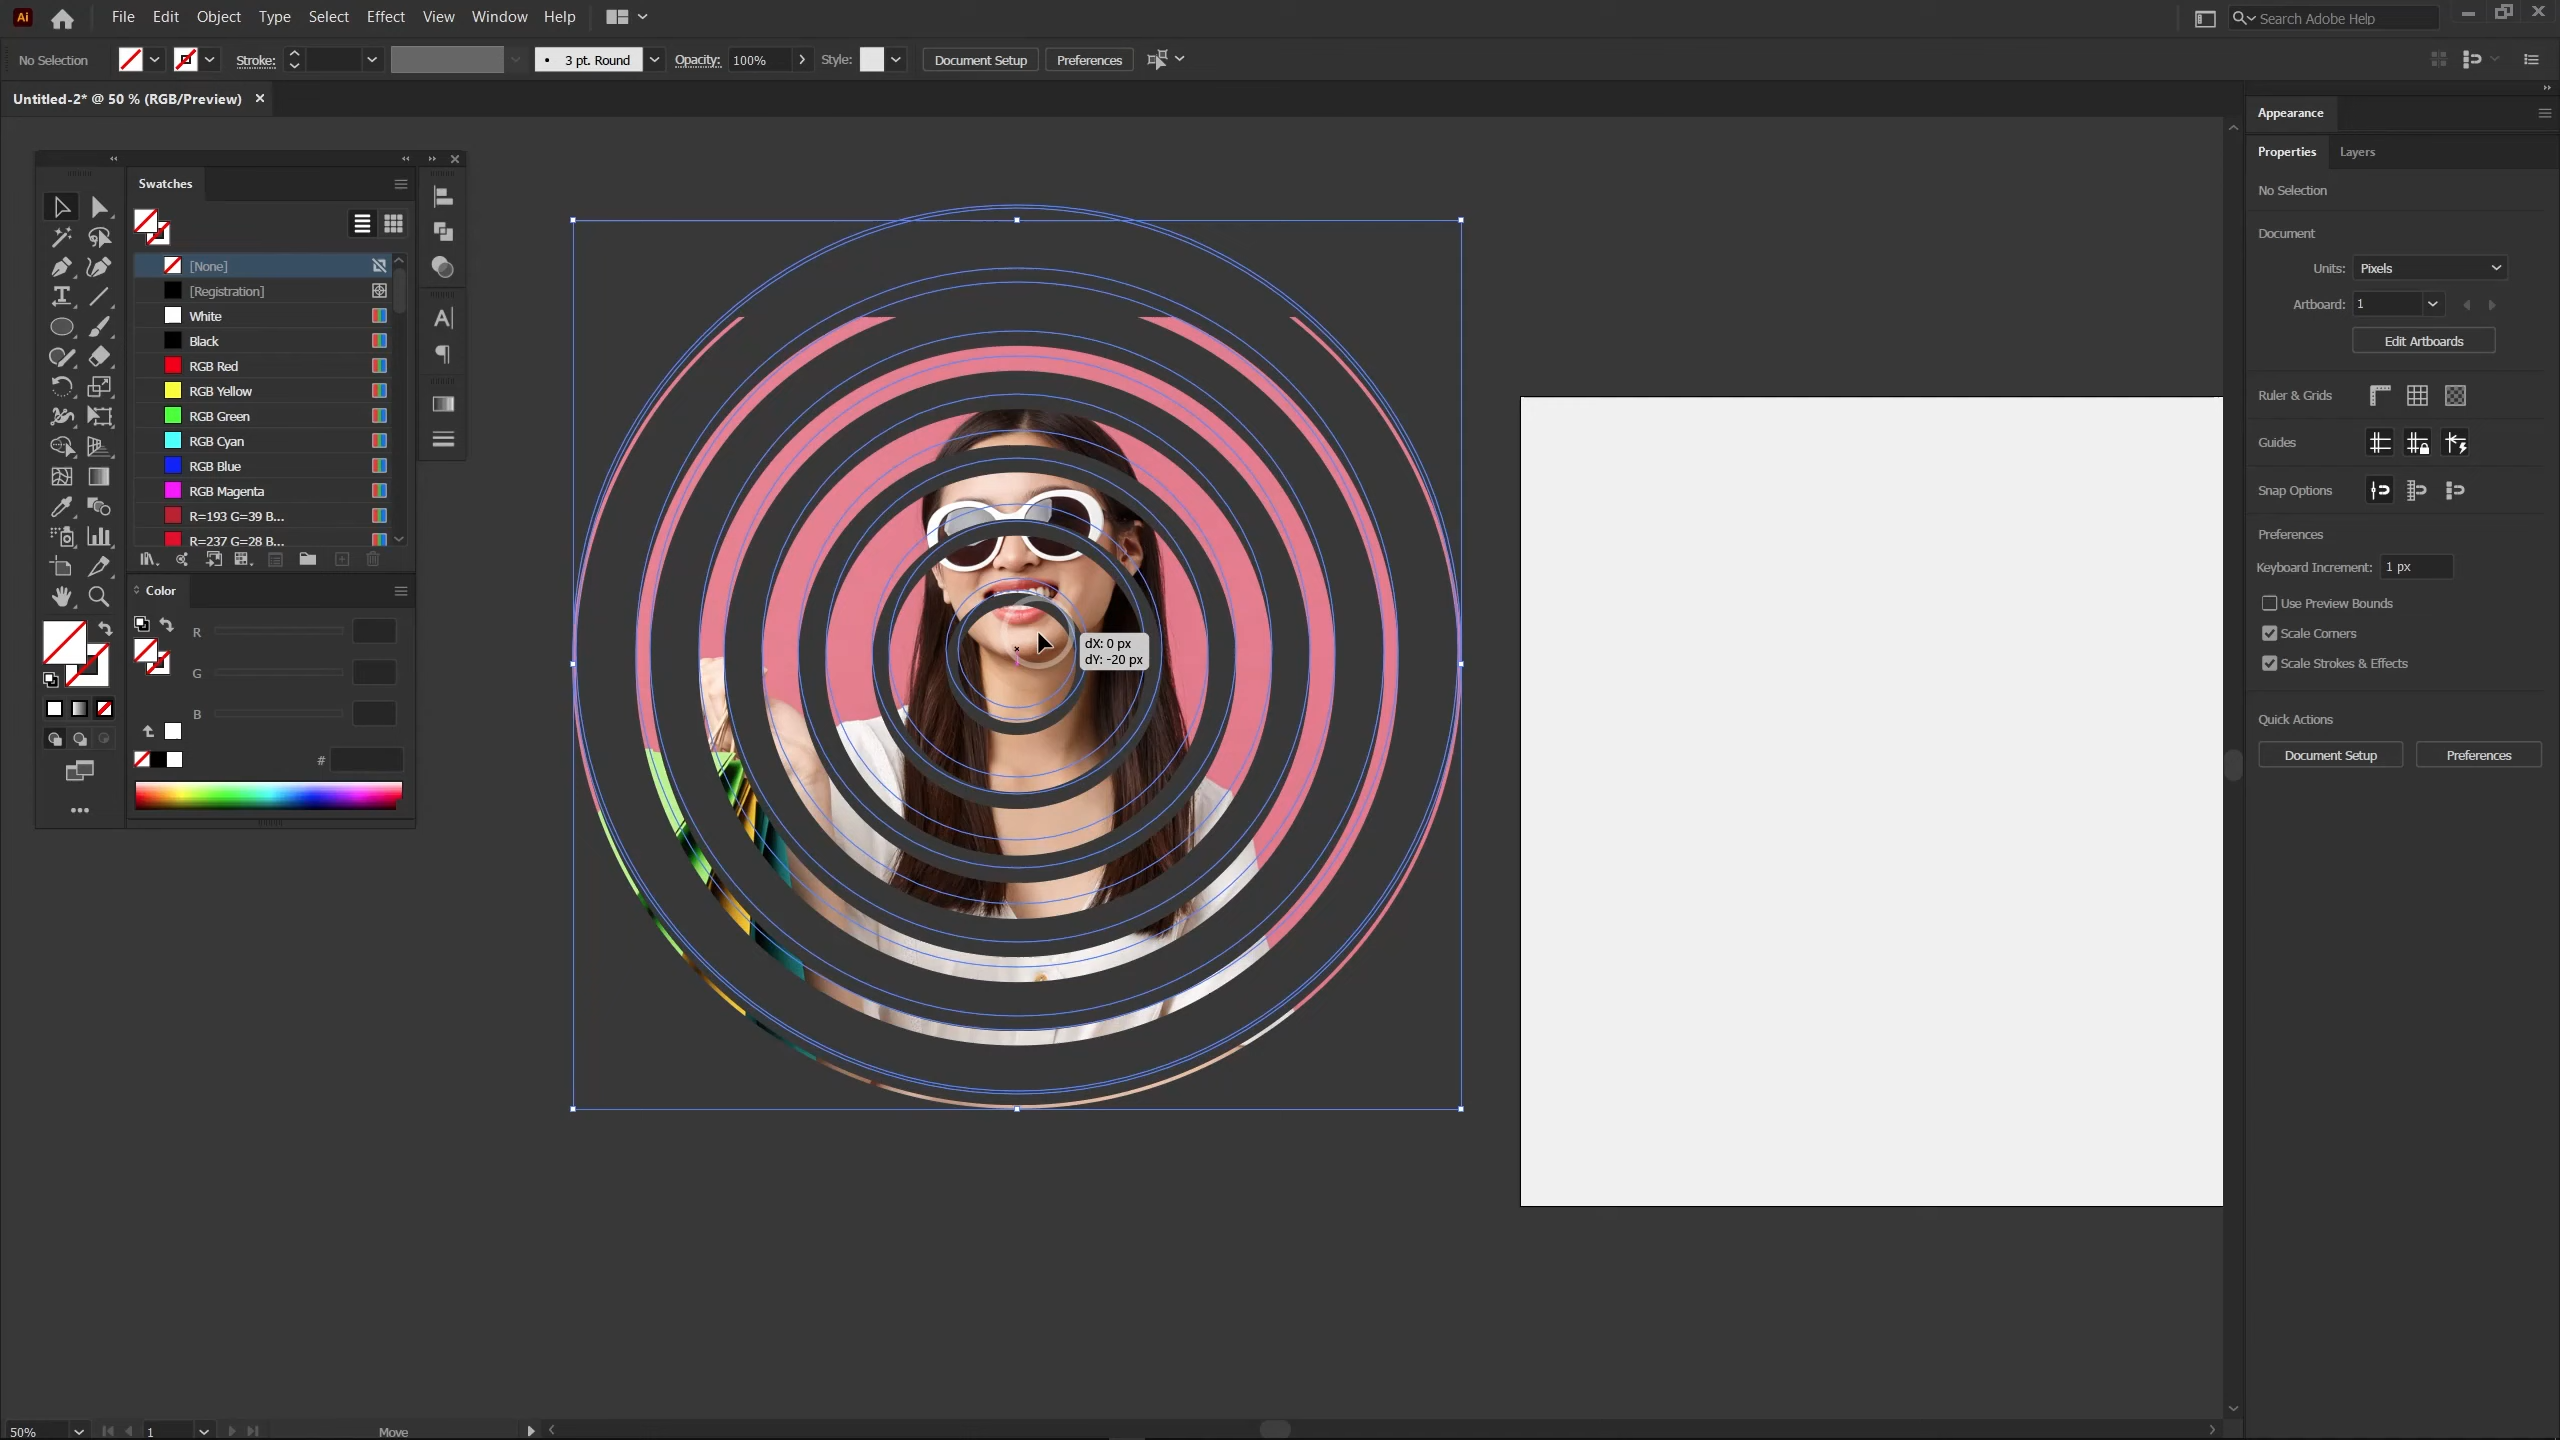 Ai File Edit Object Type Select Effect View Window Help Search Adobe Help
No Selection Stroke: 3 pt. Round Opacity: 100% Style: Document Setup Preferences
Untitled-2* @ 50 % (RGB/Preview)
Swatches
[None]
[Registration]
White
Black
RGB Red
RGB Yellow
RGB Green
RGB Cyan
RGB Blue
RGB Magenta
R=193 G=39 B...
R=237 G=28 B...
Color
R
G
B
#
dX: 0 px
dY: -20 px
Appearance
Properties Layers
No Selection
Document
Units: Pixels
Artboard: 1
Edit Artboards
Ruler & Grids
Guides
Snap Options
Preferences
Keyboard Increment: 1 px
Use Preview Bounds
Scale Corners
Scale Strokes & Effects
Quick Actions
Document Setup Preferences
50% 1 Move